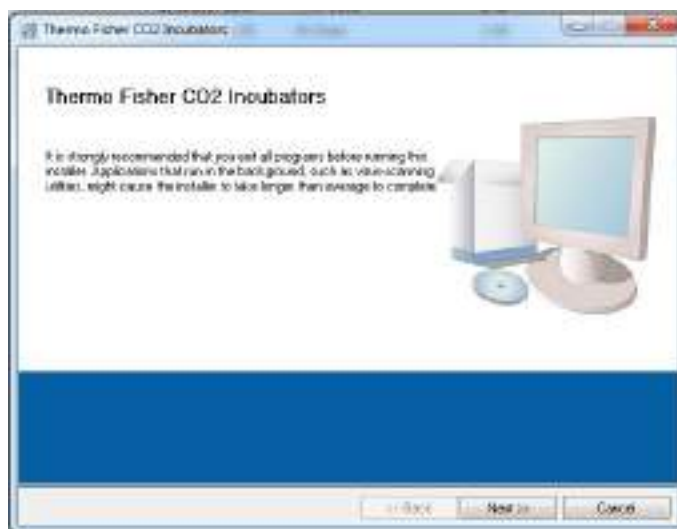 Thermo Fisher CO2 Incubators
Thermo Fisher CO2 Incubators
It is strongly recommended that you exit all programs before running this
installer. Applications that run in the background, such as virus-scanning
utilities, might cause the installer to take longer than average to complete.
<< Back
Next >>
Cancel